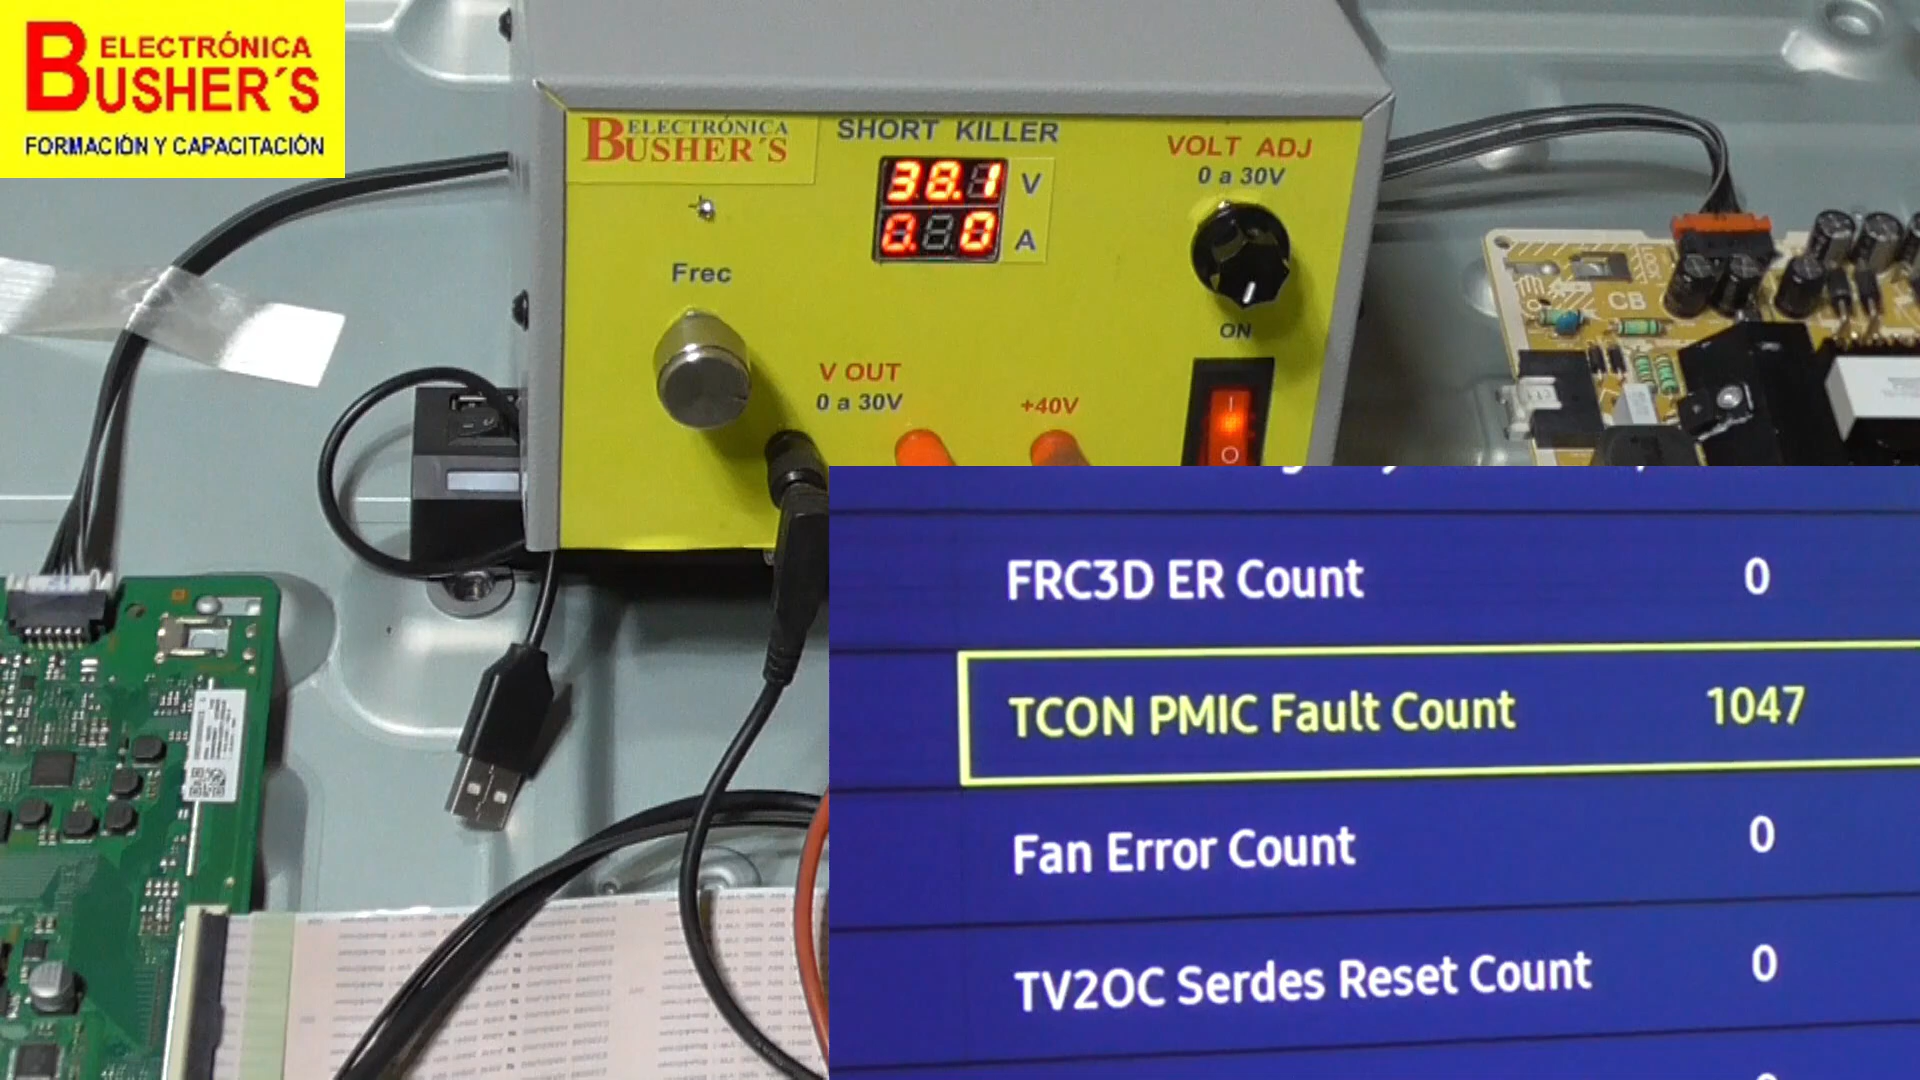 ELECTRÓNICA
BUSHER´S
FORMACIÓN Y CAPACITACIÓN
ELECTRÓNICA
BUSHER´S
SHORT KILLER
38.1 V
0. 0 A
VOLT ADJ
0 a 30V
Frec
ON
V OUT
0 a 30V
+40V
I
O
CB
FRC3D ER Count 0
TCON PMIC Fault Count 1047
Fan Error Count 0
TV2OC Serdes Reset Count 0